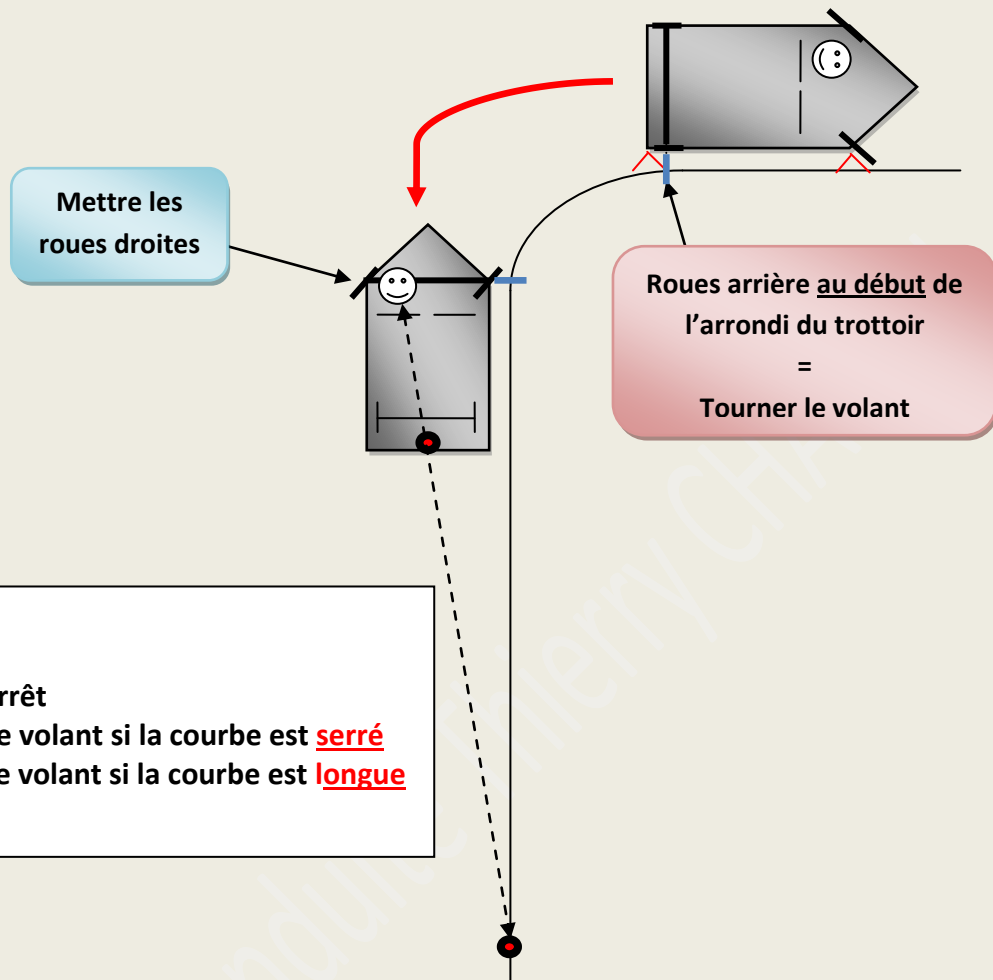 Mettre les
roues droites
Roues arrière au début de
l’arrondi du trottoir
=
Tourner le volant
volant si la courbe est serré
volant si la courbe est longue
Thierry